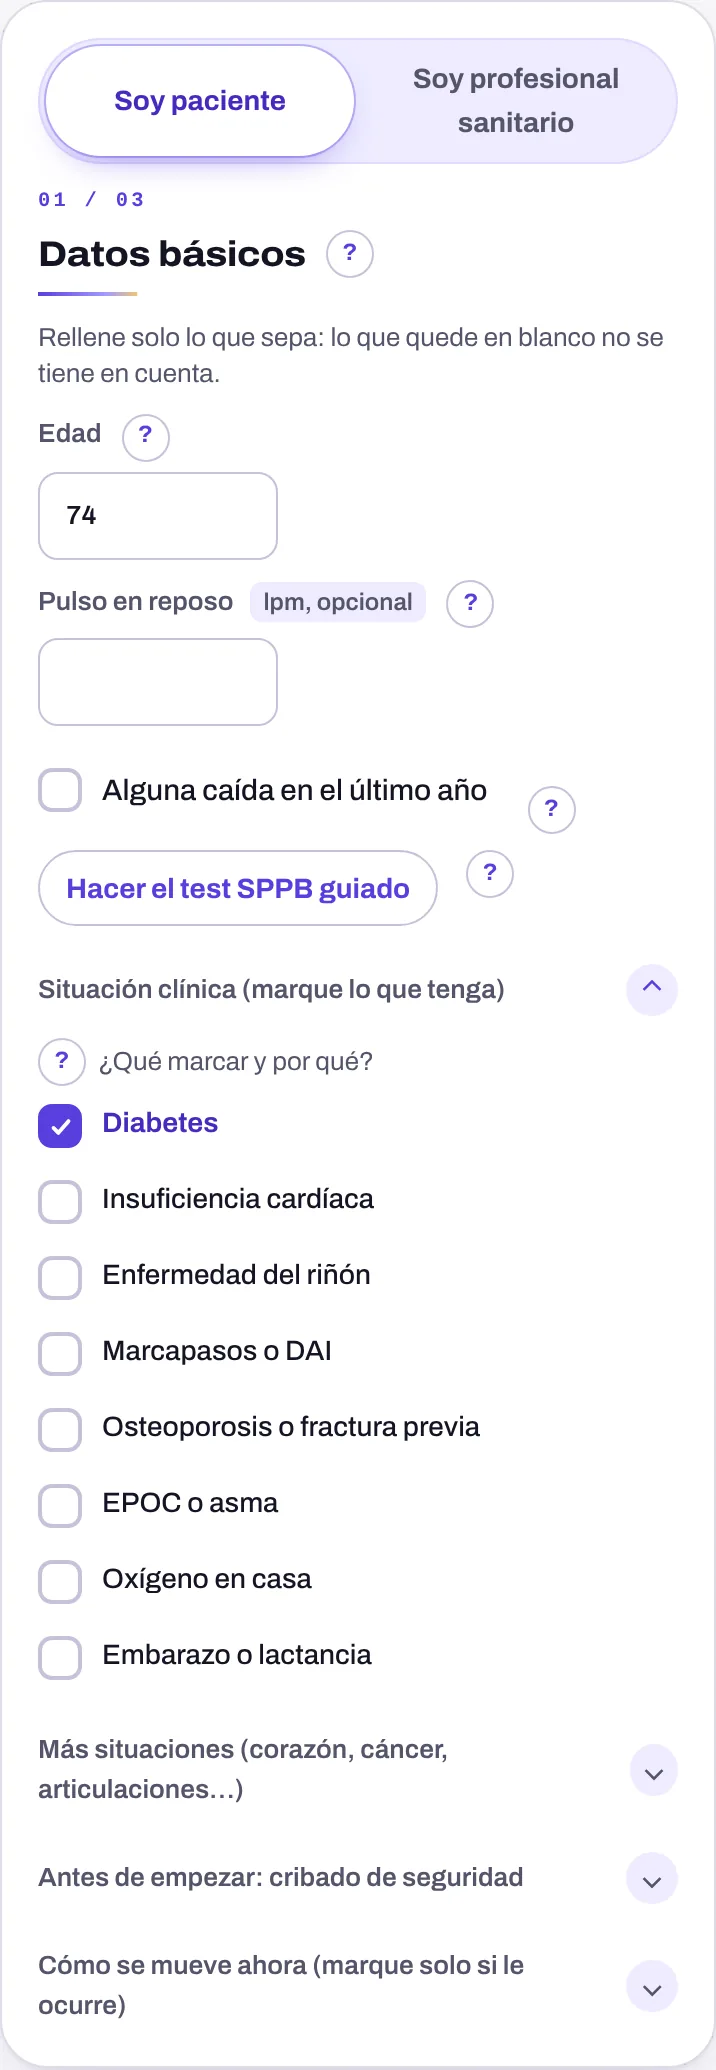 Soy paciente
Soy profesional
sanitario
01 / 03
Datos básicos ?
Rellene solo lo que sepa: lo que quede en blanco no se
tiene en cuenta.
Edad ?
74
Pulso en reposo lpm, opcional ?
Alguna caída en el último año ?
Hacer el test SPPB guiado ?
Situación clínica (marque lo que tenga)
? ¿Qué marcar y por qué?
Diabetes
Insuficiencia cardíaca
Enfermedad del riñón
Marcapasos o DAI
Osteoporosis o fractura previa
EPOC o asma
Oxígeno en casa
Embarazo o lactancia
Más situaciones (corazón, cáncer,
articulaciones...)
Antes de empezar: cribado de seguridad
Cómo se mueve ahora (marque solo si le
ocurre)